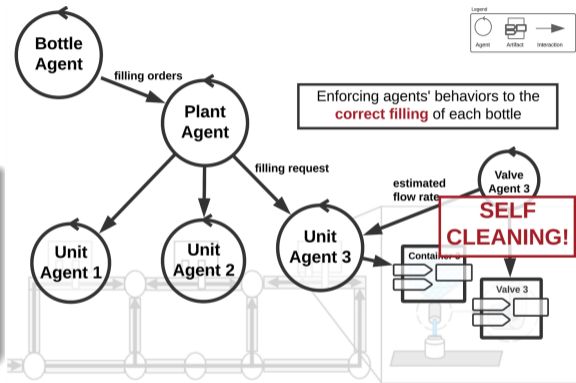 Bottle
Agent
filling orders
Legend
Agent
Artifact
Interaction
Plant
Agent
Enforcing agents' behaviors to the
correct filling of each bottle
filling request
estimated
flow rate
Valve
Agent 3
SELF
CLEANING!
Unit
Agent 1
Unit
Agent 2
Unit
Agent 3
Valve 3